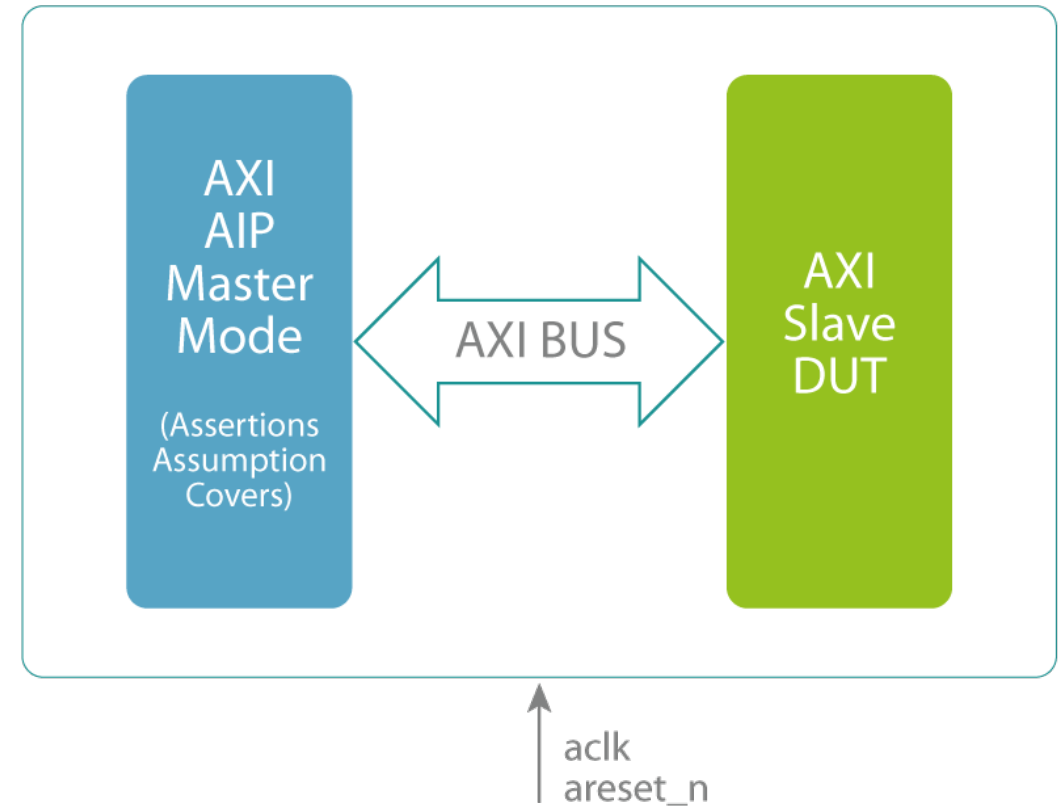 AXI
AIP
Master
Mode
(Assertions
Assumption
Covers)
AXI BUS
AXI
Slave
DUT
aclk
areset_n